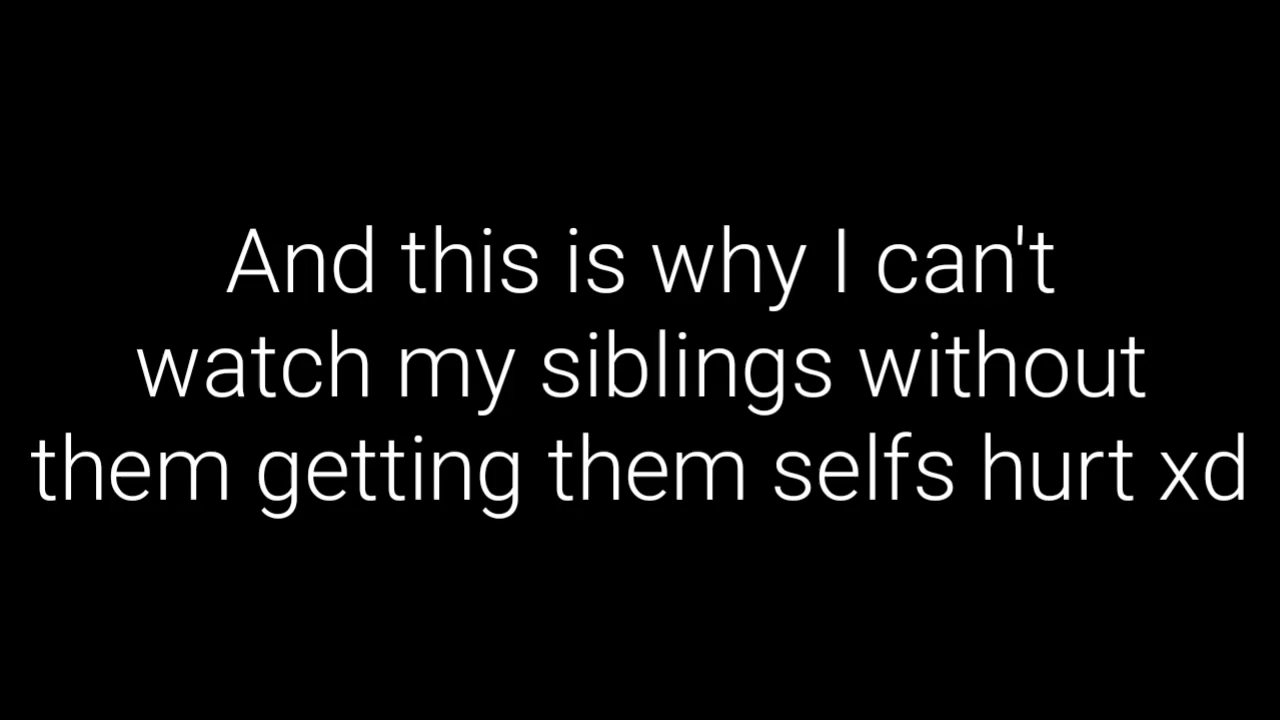 And this is why I can't
watch my siblings without
them getting them selfs hurt xd